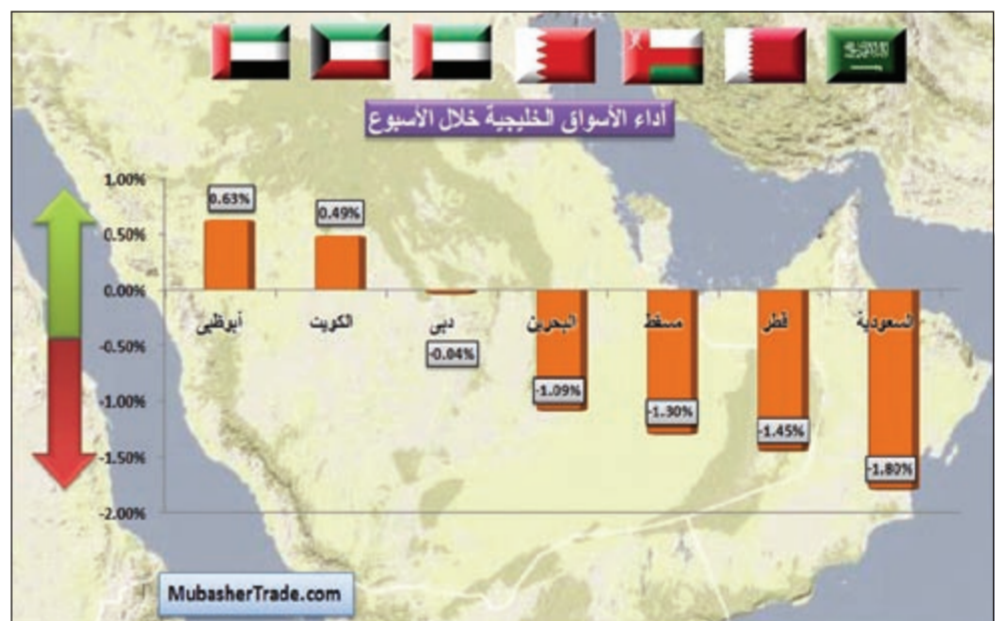 أداء الأسواق الخليجية خلال الأسبوع
1.00%
0.50%
0.00%
-0.50%
-1.00%
-1.50%
-2.00%
0.63%
0.49%
-0.04%
-1.09%
-1.30%
-1.45%
-1.80%
أبوظبي
الكويت
دبي
البحرين
مسقط
قطر
السعودية
MubasherTrade.com